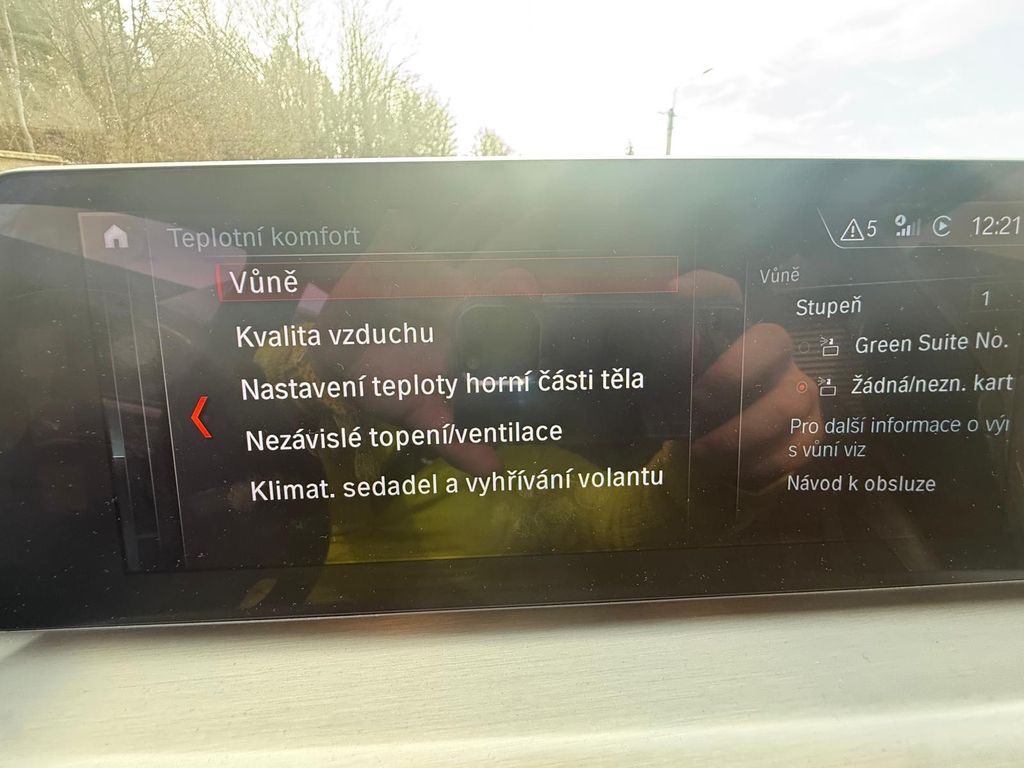 Teplotní komfort
5
12:21
Vůně
Kvalita vzduchu
Nastavení teploty horní části těla
Nezávislé topení/ventilace
Klimat. sedadel a vyhřívání volantu
Vůně
Stupeň 1
Green Suite No.
Žádná/nezn. kart
Pro další informace o
s vůní viz
Návod k obsluze